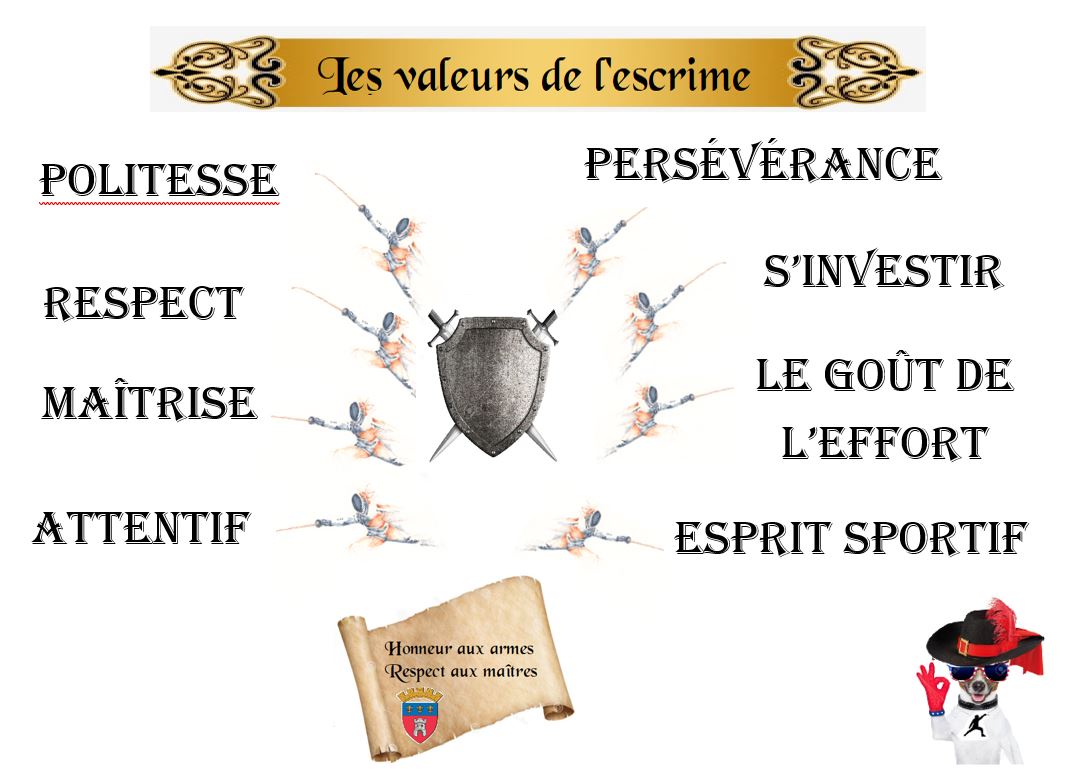 Les valeurs de l'escrime
POLITESSE
RESPECT
MAÎTRISE
ATTENTIF
PERSÉVÉRANCE
S’INVESTIR
LE GOÛT DE
L’EFFORT
ESPRIT SPORTIF
Honneur aux armes
Respect aux maîtres